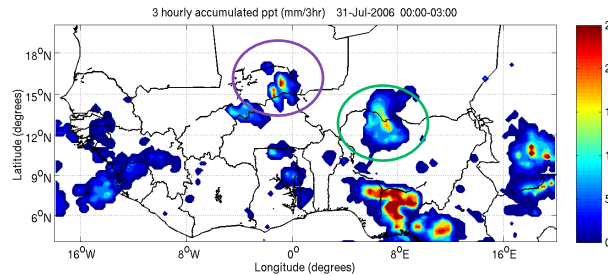 3 hourly accumulated ppt (mm/3hr) 31-Jul-2006 00:00-03:00
18°N
15°N
12°N
9°N
6°N
Latitude (degrees)
16°W
8°W
0°
8°E
16°E
Longitude (degrees)